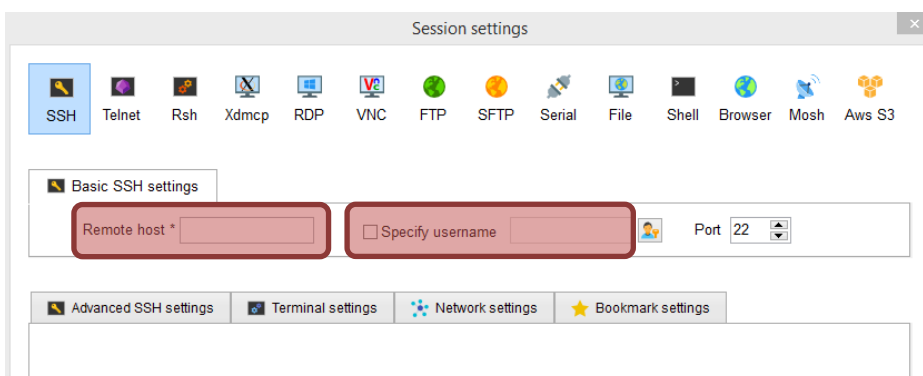 Session settings
SSH Telnet Rsh Xdmcp RDP VNC FTP SFTP Serial File Shell Browser Mosh Aws S3
Basic SSH settings
Remote host * Specify username Port 22
Advanced SSH settings Terminal settings Network settings Bookmark settings